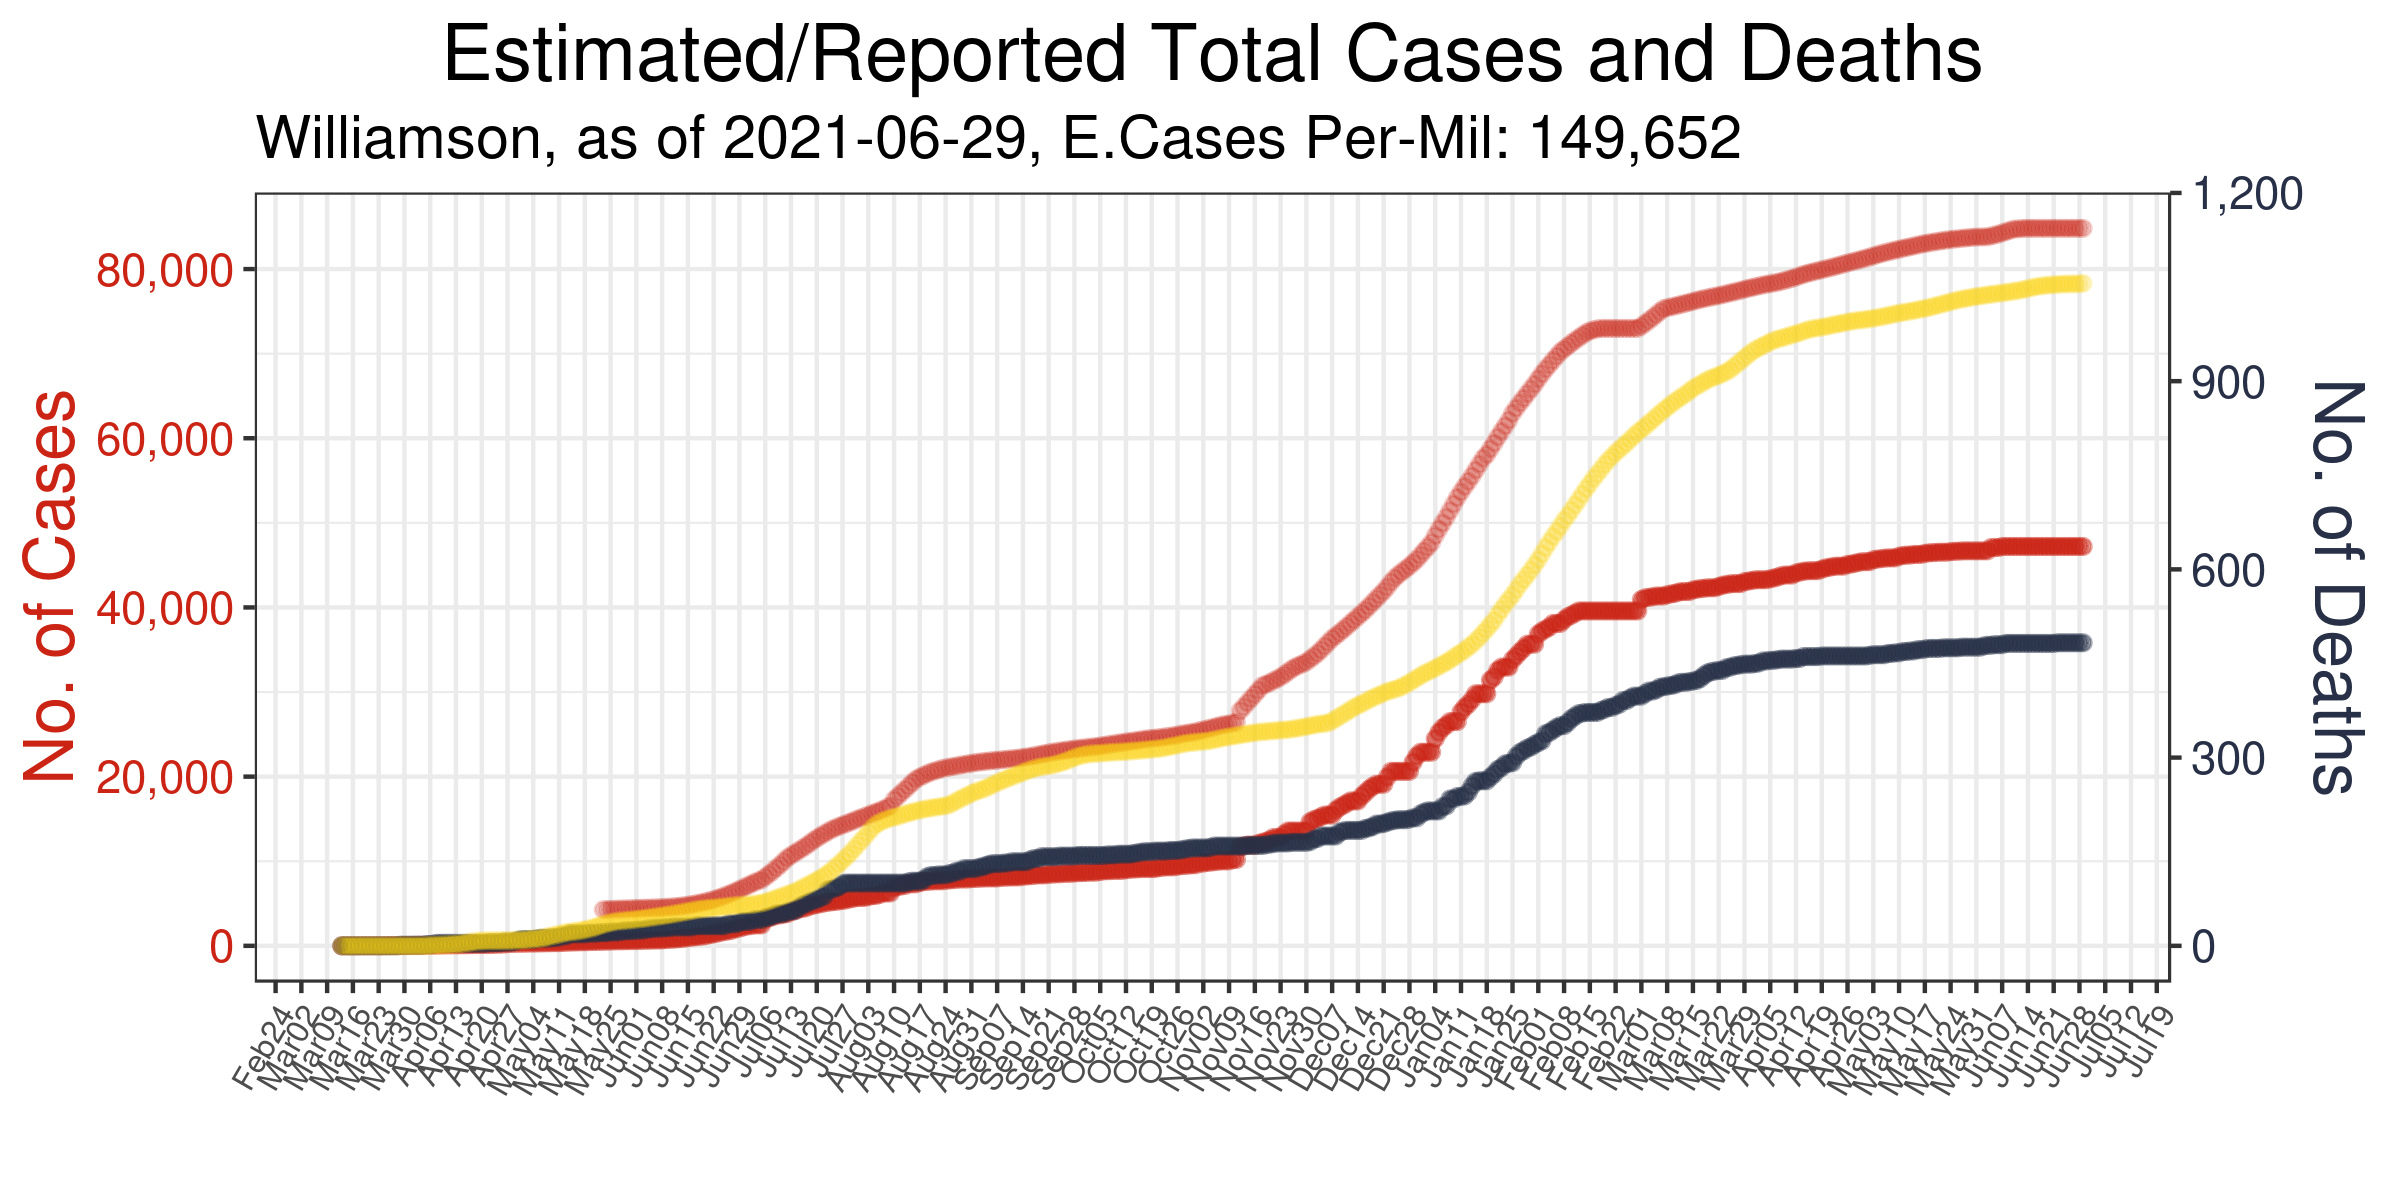 Estimated/Reported Total Cases and Deaths
Williamson, as of 2021-06-29, E.Cases Per-Mil: 149,652
No. of Cases
80,000
60,000
40,000
20,000
0
1,200
900
600
300
0
No. of Deaths
Feb24
Mar02
Mar09
Mar16
Mar23
Mar30
Apr06
Apr13
Apr20
Apr27
May04
May11
May18
May25
Jun01
Jun08
Jun15
Jun22
Jun29
Jul06
Jul13
Jul20
Jul27
Aug03
Aug10
Aug17
Aug24
Aug31
Sep07
Sep14
Sep21
Sep28
Oct05
Oct12
Oct19
Oct26
Nov02
Nov09
Nov16
Nov23
Nov30
Dec07
Dec14
Dec21
Dec28
Jan04
Jan11
Jan18
Jan25
Feb01
Feb08
Feb15
Feb22
Mar01
Mar08
Mar15
Mar22
Mar29
Apr05
Apr12
Apr19
Apr26
May03
May10
May17
May24
May31
Jun07
Jun14
Jun21
Jun28
Jul05
Jul12
Jul19